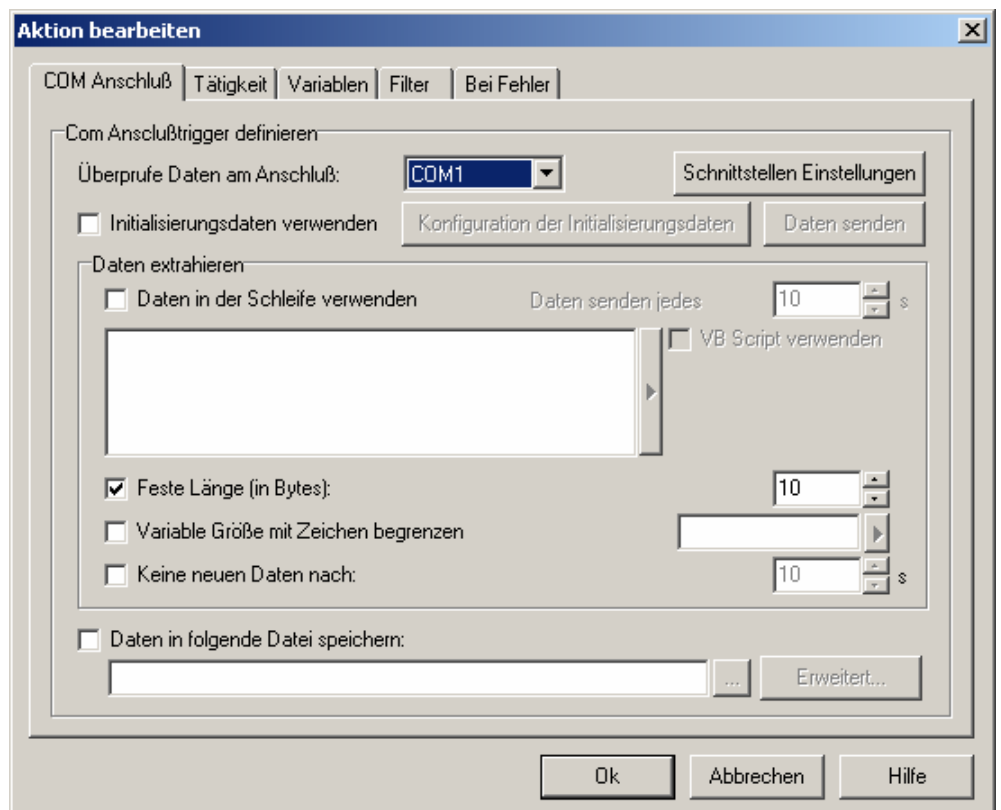 Aktion bearbeiten
COM Anschluß Tätigkeit Variablen Filter Bei Fehler
Com Ansclußtrigger definieren
Überprufe Daten am Anschluß: COM1 Schnittstellen Einstellungen
Initialisierungsdaten verwenden Konfiguration der Initialisierungsdaten Daten senden
Daten extrahieren
Daten in der Schleife verwenden Daten senden jedes 10 s
VB Script verwenden
Feste Länge (in Bytes): 10
Variable Größe mit Zeichen begrenzen
Keine neuen Daten nach: 10 s
Daten in folgende Datei speichern:
... Erweitert...
Ok Abbrechen Hilfe